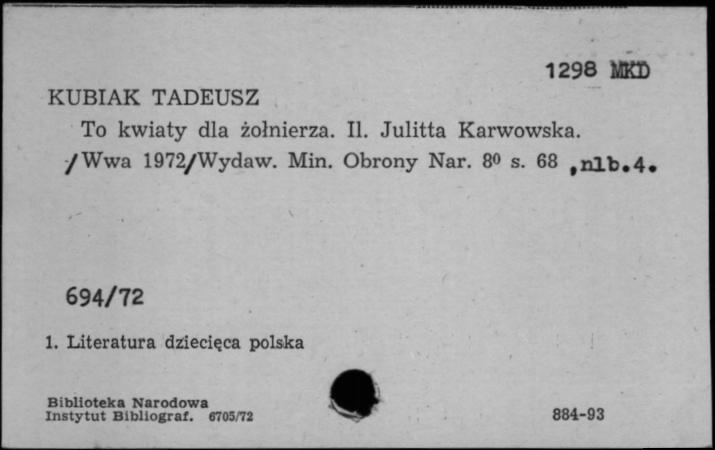 1298 MKD
KUBIAK TADEUSZ
To kwiaty dla żołnierza. Il. Julitta Karwowska.
/Wwa 1972/Wydaw. Min. Obrony Nar. 8⁰ s. 68 ,nlb.4.
694/72
1. Literatura dziecięca polska
Biblioteka Narodowa
Instytut Bibliograf. 6705/72
884-93